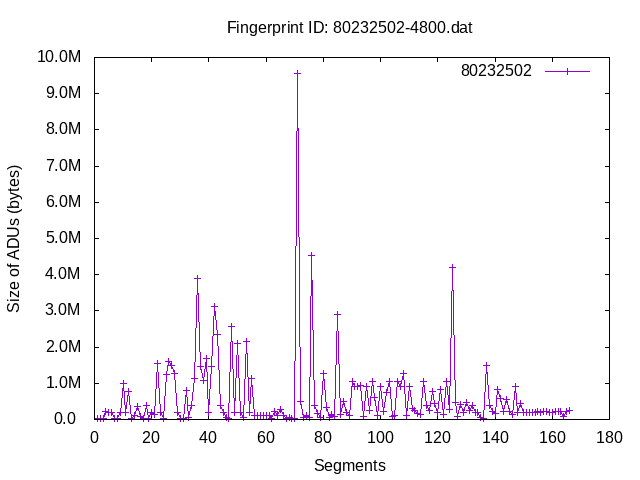 Fingerprint ID: 80232502-4800.dat
80232502
10.0M
9.0M
8.0M
7.0M
6.0M
5.0M
4.0M
3.0M
2.0M
1.0M
0.0
Size of ADUs (bytes)
0 20 40 60 80 100 120 140 160 180
Segments